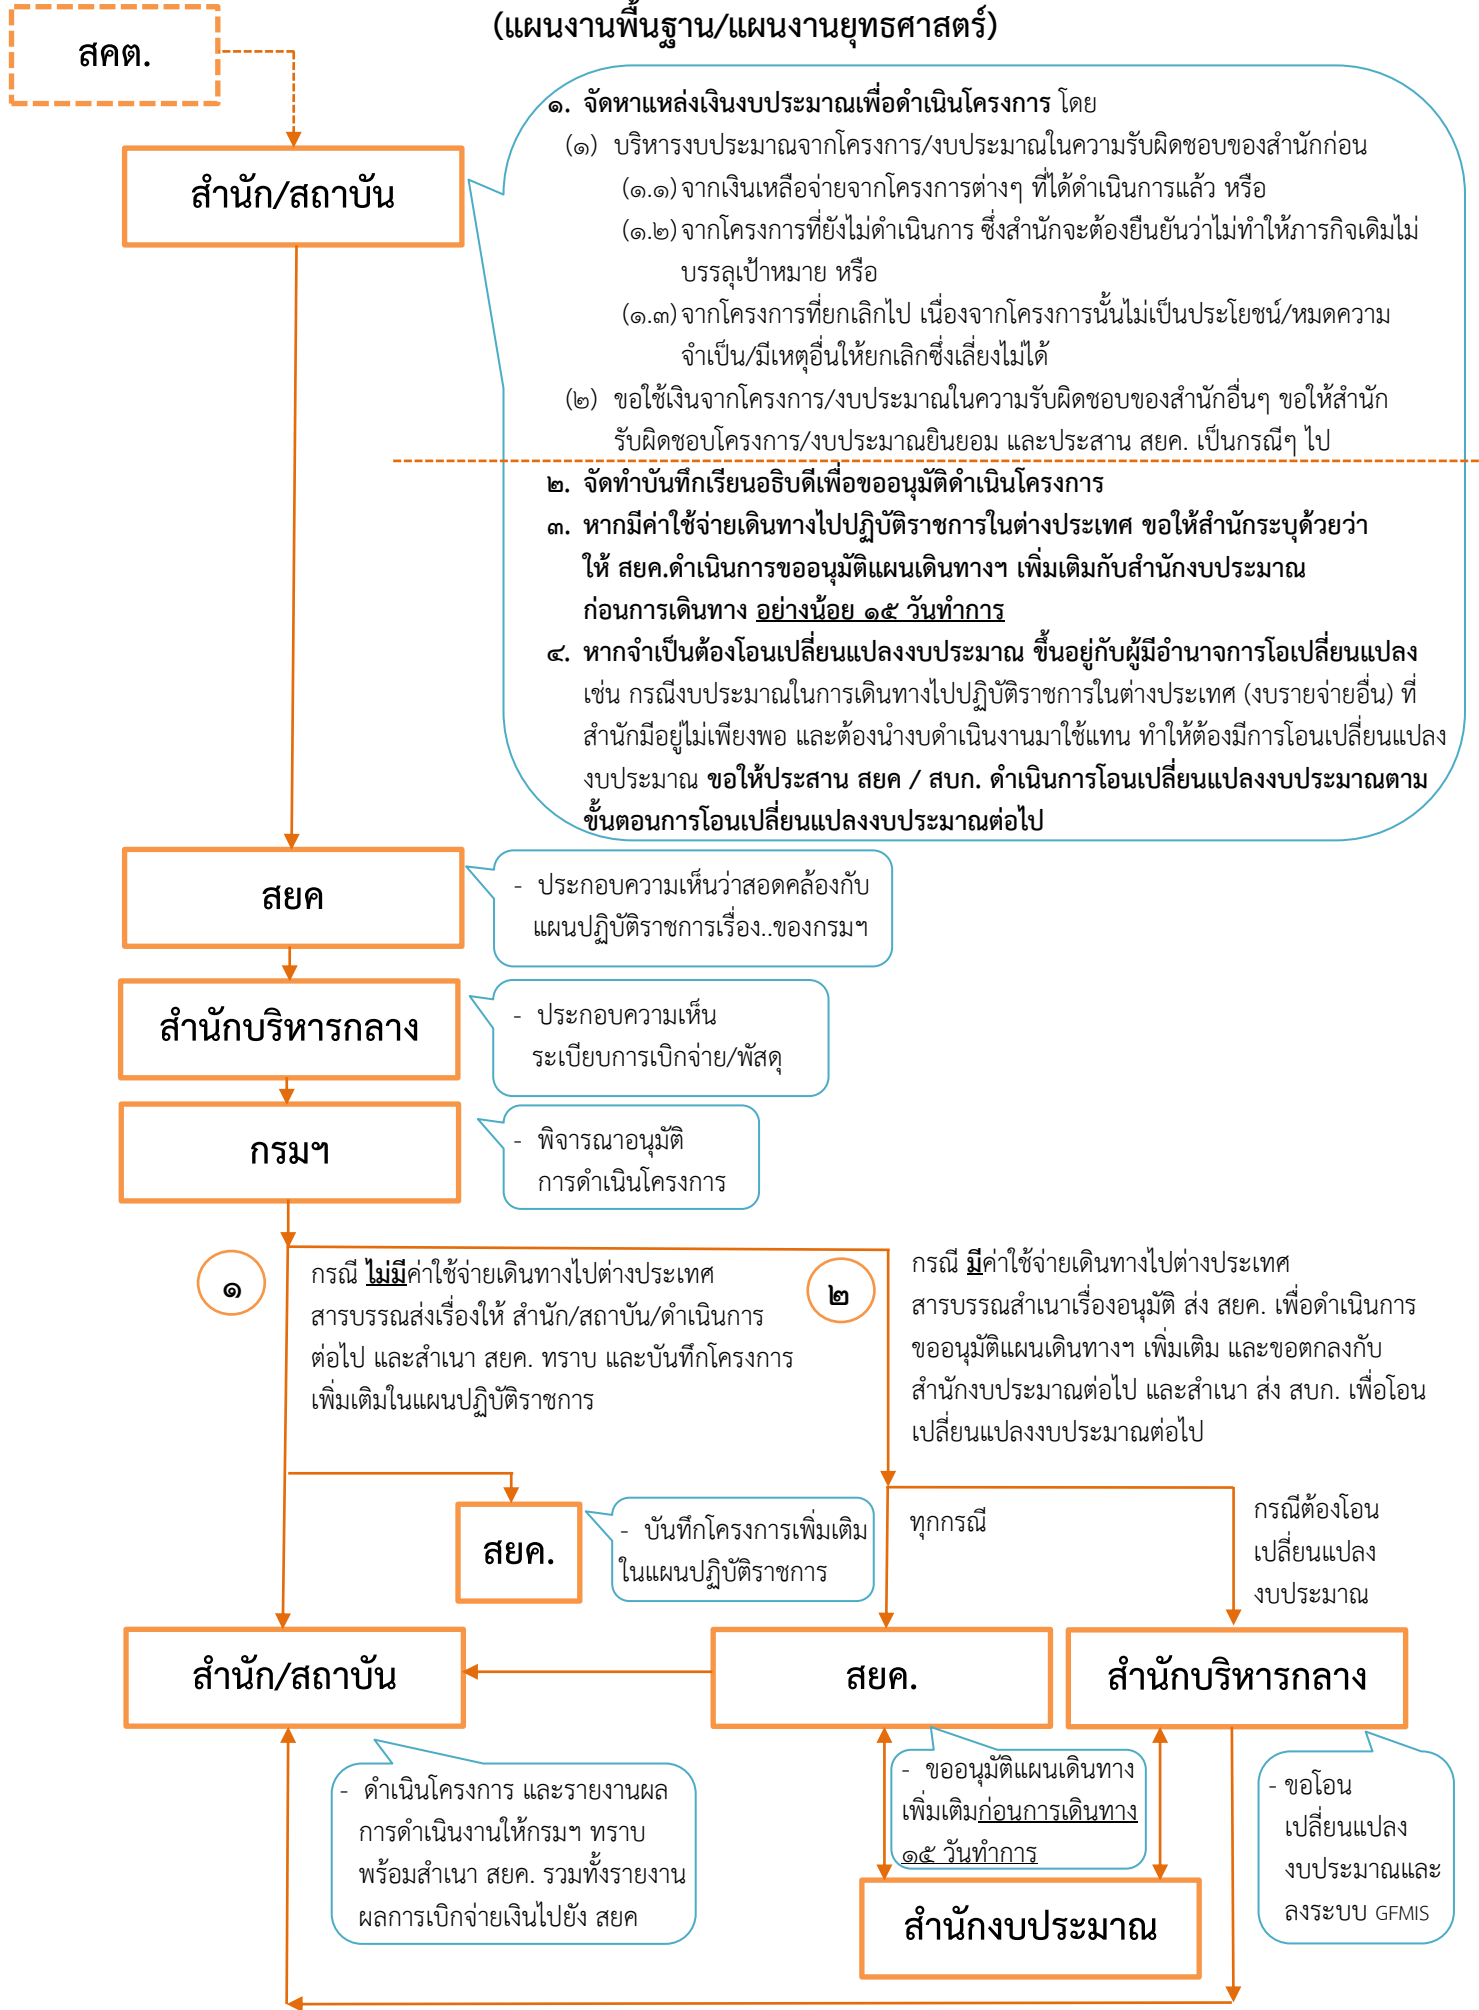 (แผนงานพื้นฐาน/แผนงานยุทธศาสตร์)
สคต.
สำนัก/สถาบัน
๑. จัดหาแหล่งเงินงบประมาณเพื่อดำเนินโครงการ โดย
(๑) บริหารงบประมาณจากโครงการ/งบประมาณในความรับผิดชอบของสำนักก่อน
(๑.๑) จากเงินเหลือจ่ายจากโครงการต่างๆ ที่ได้ดำเนินการแล้ว หรือ
(๑.๒) จากโครงการที่ยังไม่ดำเนินการ ซึ่งสำนักจะต้องยืนยันว่าไม่ทำให้ภารกิจเดิมไม่
บรรลุเป้าหมาย หรือ
(๑.๓) จากโครงการที่ยกเลิกไป เนื่องจากโครงการนั้นไม่เป็นประโยชน์/หมดความ
จำเป็น/มีเหตุอื่นให้ยกเลิกซึ่งเลี่ยงไม่ได้
(๒) ขอใช้เงินจากโครงการ/งบประมาณในความรับผิดชอบของสำนักอื่นๆ ขอให้สำนัก
รับผิดชอบโครงการ/งบประมาณยินยอม และประสาน สยค. เป็นกรณีๆ ไป
๒. จัดทำบันทึกเรียนอธิบดีเพื่อขออนุมัติดำเนินโครงการ
๓. หากมีค่าใช้จ่ายเดินทางไปปฏิบัติราชการในต่างประเทศ ขอให้สำนักระบุด้วยว่า
ให้ สยค.ดำเนินการขออนุมัติแผนเดินทางฯ เพิ่มเติมกับสำนักงบประมาณ
ก่อนการเดินทาง อย่างน้อย ๑๕ วันทำการ
๔. หากจำเป็นต้องโอนเปลี่ยนแปลงงบประมาณ ขึ้นอยู่กับผู้มีอำนาจการโอเปลี่ยนแปลง
เช่น กรณีงบประมาณในการเดินทางไปปฏิบัติราชการในต่างประเทศ (งบรายจ่ายอื่น) ที่
สำนักมีอยู่ไม่เพียงพอ และต้องนำงบดำเนินงานมาใช้แทน ทำให้ต้องมีการโอนเปลี่ยนแปลง
งบประมาณ ขอให้ประสาน สยค / สบก. ดำเนินการโอนเปลี่ยนแปลงงบประมาณตาม
ขั้นตอนการโอนเปลี่ยนแปลงงบประมาณต่อไป
สยค
- ประกอบความเห็นว่าสอดคล้องกับ
แผนปฏิบัติราชการเรื่อง..ของกรมฯ
สำนักบริหารกลาง
- ประกอบความเห็น
ระเบียบการเบิกจ่าย/พัสดุ
กรมฯ
- พิจารณาอนุมัติ
การดำเนินโครงการ
๑
กรณี ไม่มีค่าใช้จ่ายเดินทางไปต่างประเทศ
สารบรรณส่งเรื่องให้ สำนัก/สถาบัน/ดำเนินการ
ต่อไป และสำเนา สยค. ทราบ และบันทึกโครงการ
เพิ่มเติมในแผนปฏิบัติราชการ
๒
กรณี มีค่าใช้จ่ายเดินทางไปต่างประเทศ
สารบรรณสำเนาเรื่องอนุมัติ ส่ง สยค. เพื่อดำเนินการ
ขออนุมัติแผนเดินทางฯ เพิ่มเติม และขอตกลงกับ
สำนักงบประมาณต่อไป และสำเนา ส่ง สบก. เพื่อโอน
เปลี่ยนแปลงงบประมาณต่อไป
สยค.
- บันทึกโครงการเพิ่มเติม
ในแผนปฏิบัติราชการ
ทุกกรณี
กรณีต้องโอน
เปลี่ยนแปลง
งบประมาณ
สำนัก/สถาบัน
สยค.
สำนักบริหารกลาง
- ดำเนินโครงการ และรายงานผล
การดำเนินงานให้กรมฯ ทราบ
พร้อมสำเนา สยค. รวมทั้งรายงาน
ผลการเบิกจ่ายเงินไปยัง สยค
- ขออนุมัติแผนเดินทาง
เพิ่มเติมก่อนการเดินทาง
๑๕ วันทำการ
- ขอโอน
เปลี่ยนแปลง
งบประมาณและ
ลงระบบ GFMIS
สำนักงบประมาณ